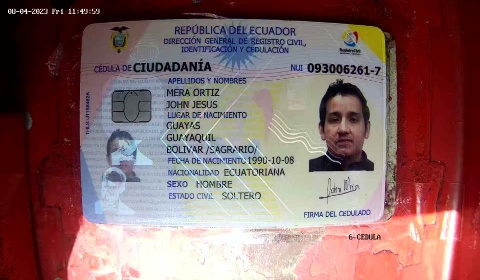 08-04-2023 Fri 11:49:59
REPÚBLICA DEL ECUADOR
DIRECCIÓN GENERAL DE REGISTRO CIVIL,
IDENTIFICACIÓN Y CEDULACIÓN
CÉDULA DE CIUDADANÍA
NUI 093006261-7
APELLIDOS Y NOMBRES
MERA ORTIZ
JOHN JESUS
LUGAR DE NACIMIENTO
GUAYAS
GUAYAQUIL
BOLIVAR /SAGRARIO/
FECHA DE NACIMIENTO 1990-10-08
NACIONALIDAD ECUATORIANA
SEXO HOMBRE
ESTADO CIVIL SOLTERO
FIRMA DEL CEDULADO
6-CEDULA